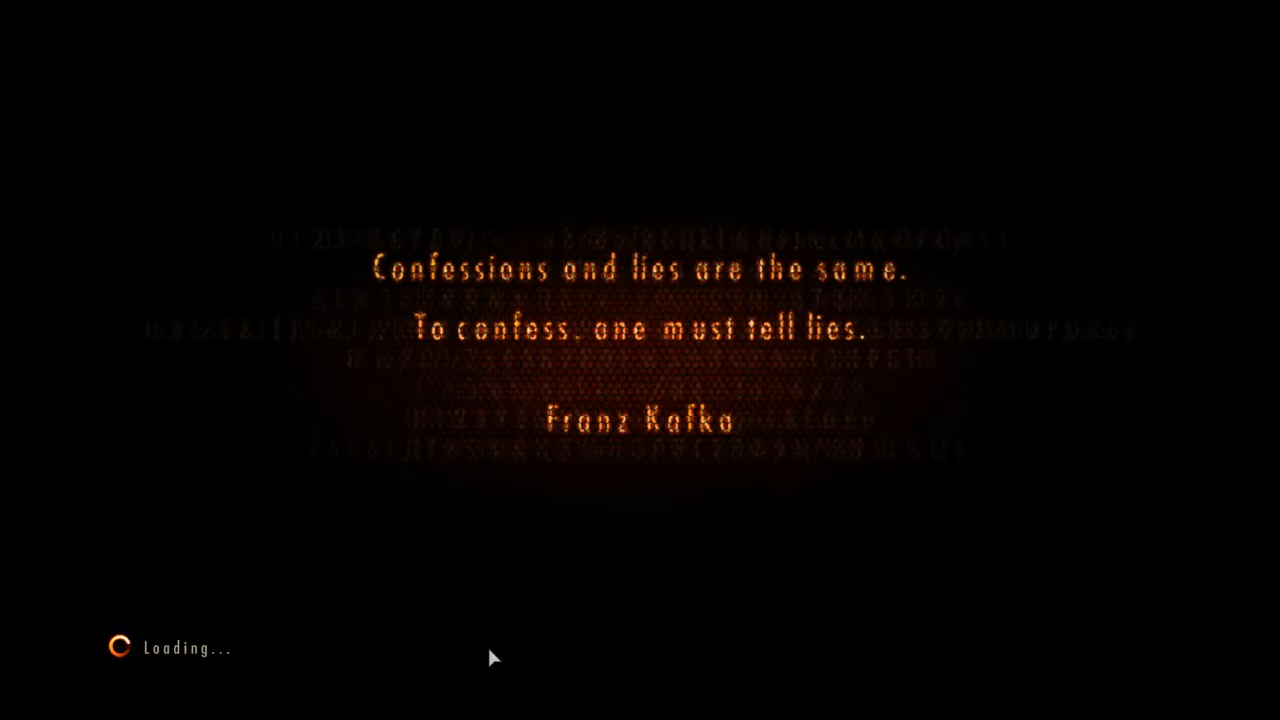 Confessions and lies are the same.
To confess, one must tell lies.
Franz Kafka
Loading...